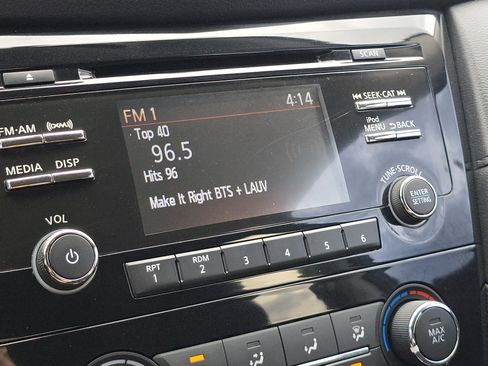 SCAN
FM 1 4:14
Top 40
96.5
Hits 96
Make It Right BTS + LAUV
FM·AM
MEDIA DISP
VOL
SEEK·CAT
iPod
MENU BACK
TUNE·SCROLL
ENTER
SETTING
RPT
1
RDM
2
3
4
5
6
MAX
A/C